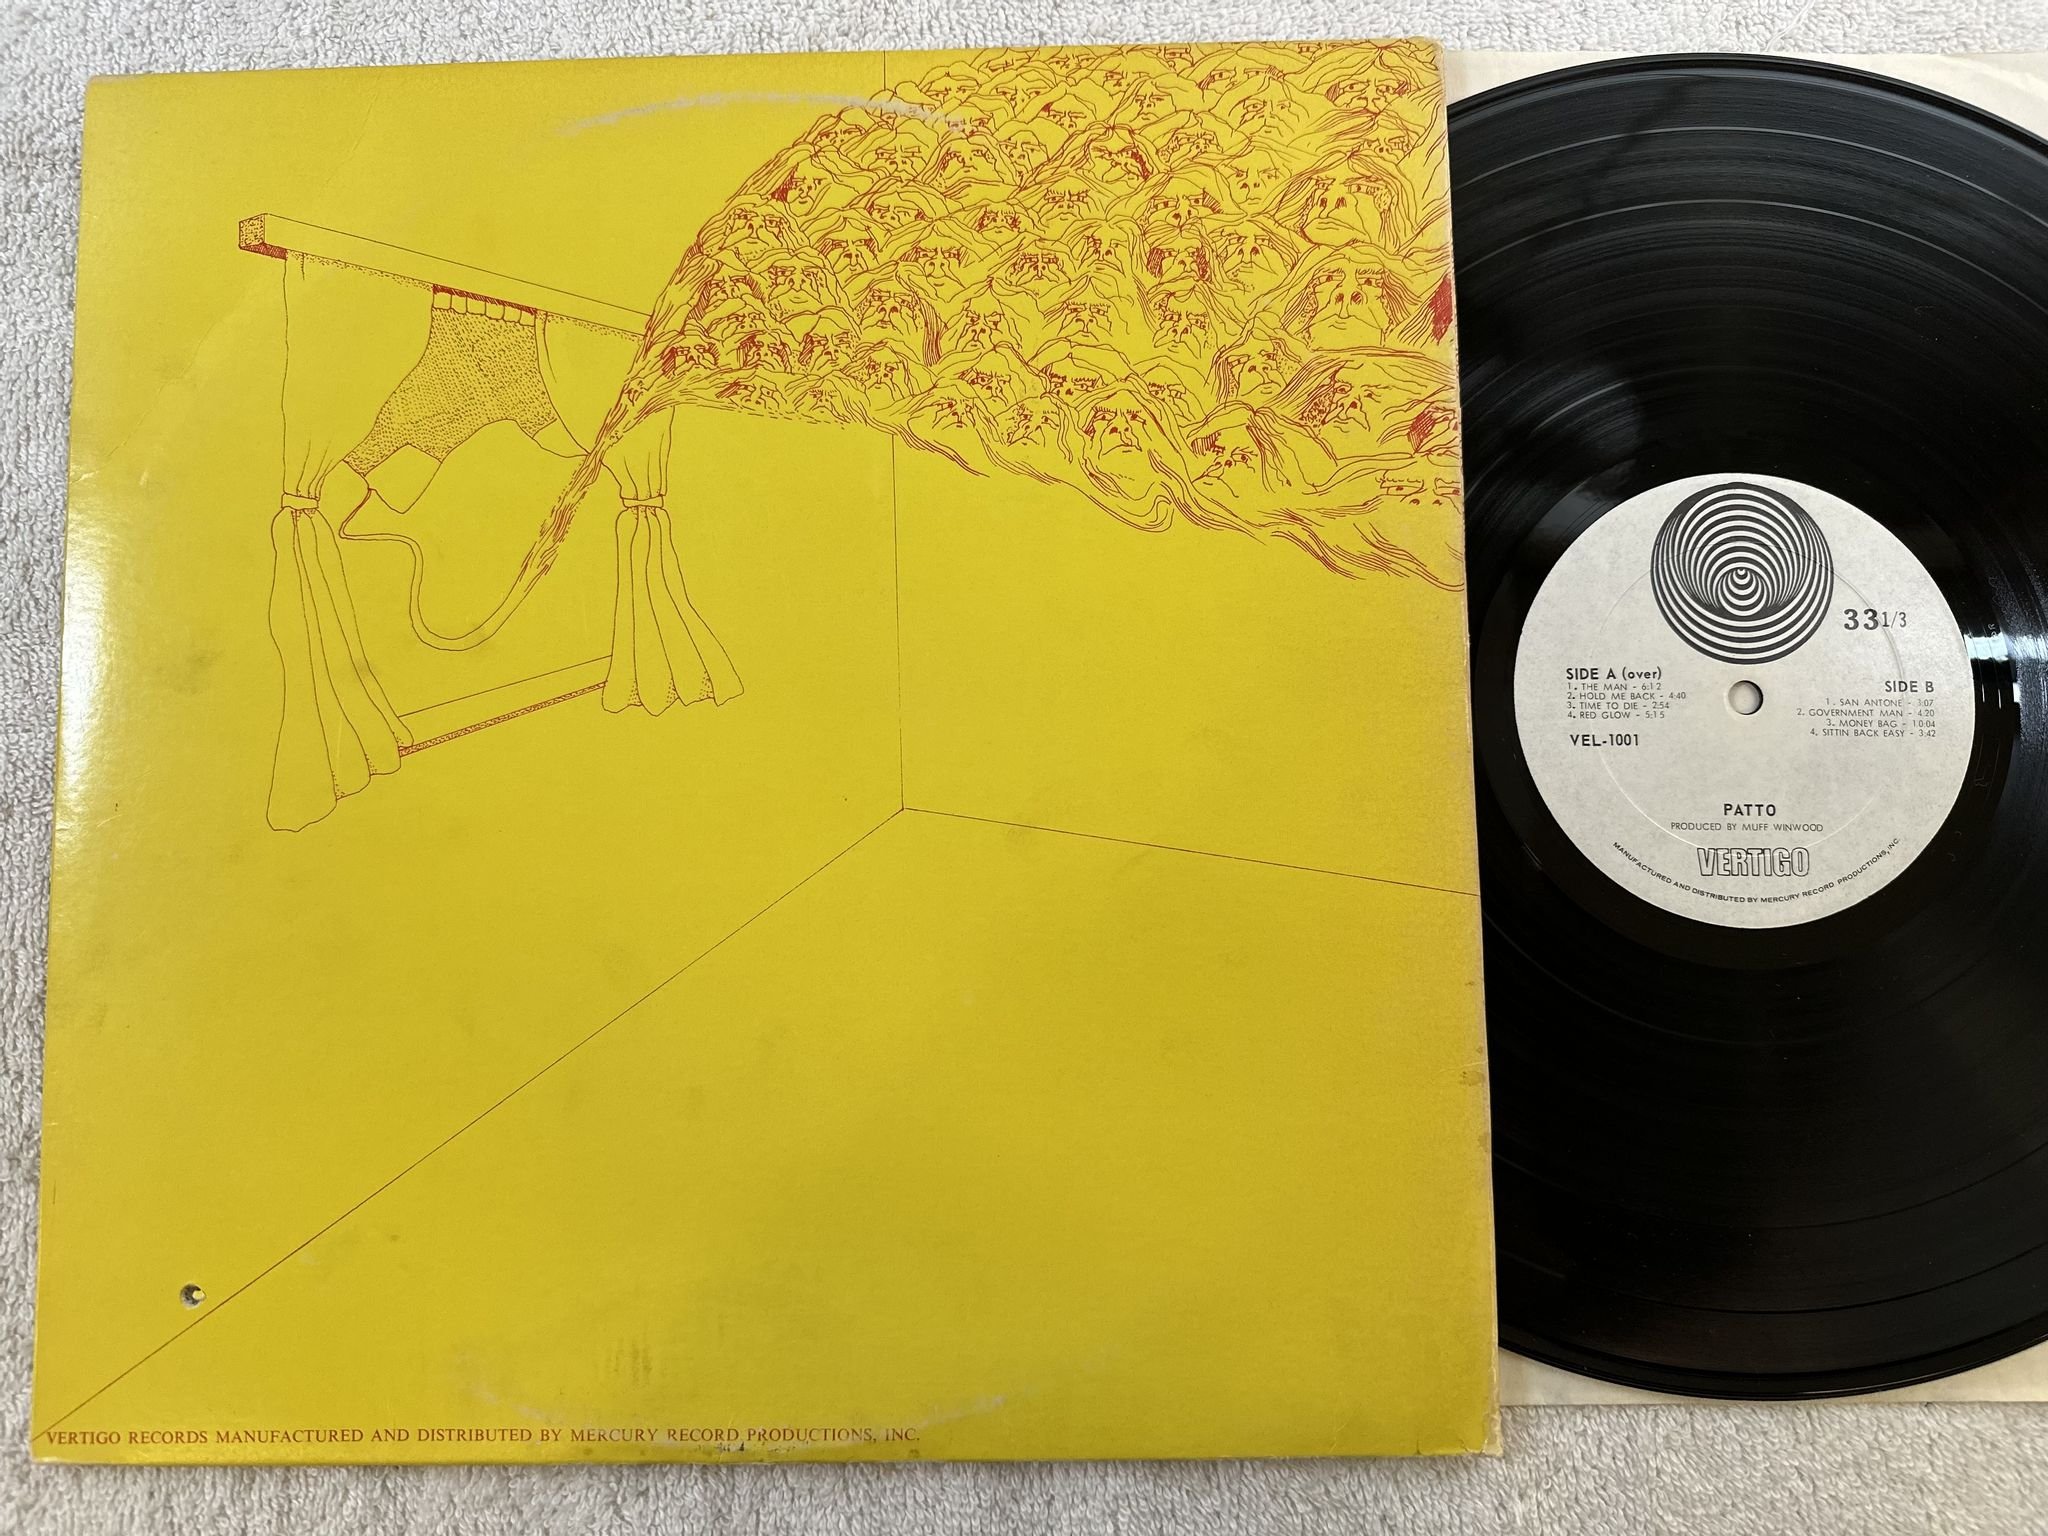 33 1/3
SIDE A (over)
1. THE MAN - 6:12
2. HOLD ME BACK - 4:40
3. TIME TO DIE - 2:54
4. RED GLOW - 5:15
VEL-1001
SIDE B
1. SAN ANTONE - 3:07
2. GOVERNMENT MAN - 4:20
3. MONEY BAG - 10:04
4. SITTIN BACK EASY - 3:42
PATTO
PRODUCED BY MUFF WINWOOD
VERTIGO
MANUFACTURED AND DISTRIBUTED BY MERCURY RECORD PRODUCTIONS, INC.
VERTIGO RECORDS MANUFACTURED AND DISTRIBUTED BY MERCURY RECORD PRODUCTIONS, INC.